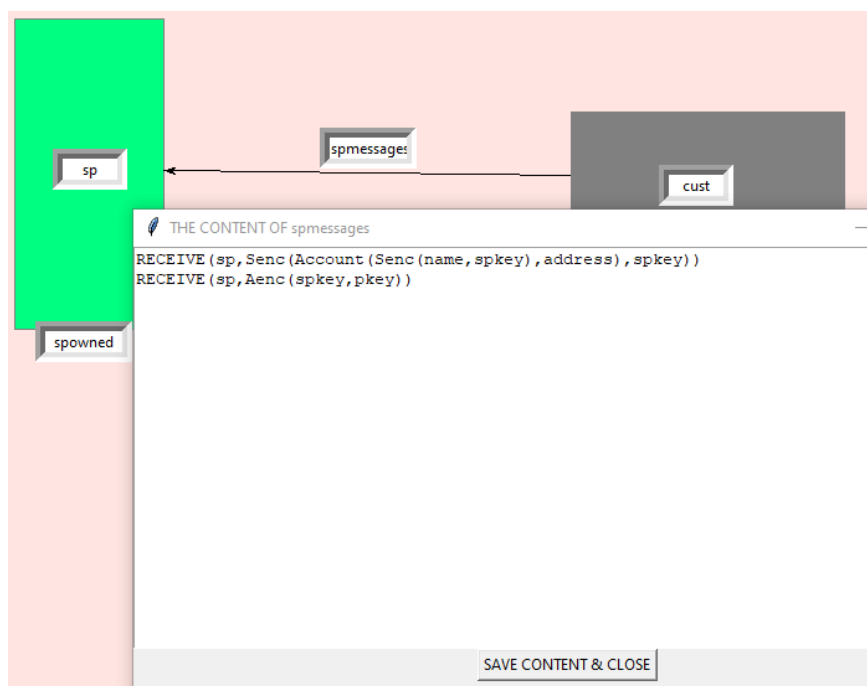 spmessages
sp
cust
THE CONTENT OF spmessages
RECEIVE(sp,Senc(Account(Senc(name,spkey),address),spkey))
RECEIVE(sp,Aenc(spkey,pkey))
spowned
SAVE CONTENT & CLOSE